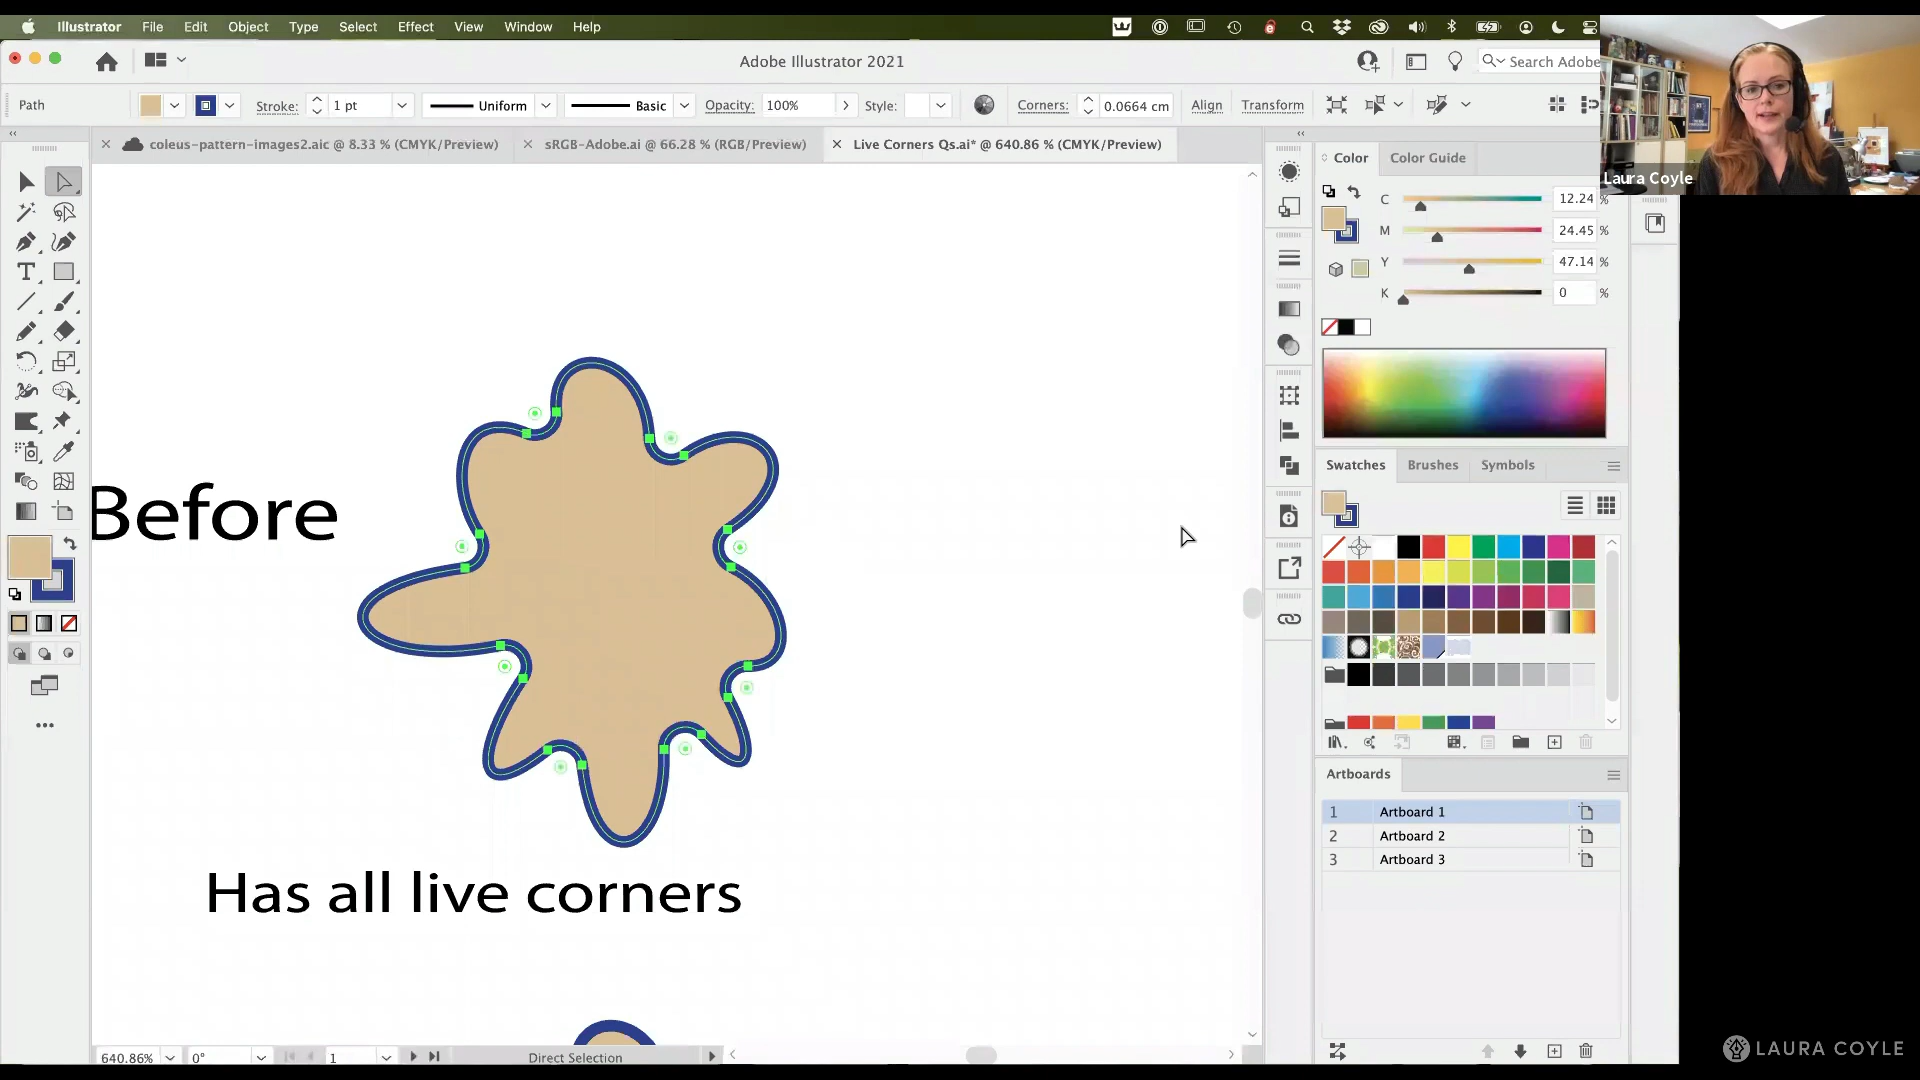 Illustrator File Edit Object Type Select Effect View Window Help
Adobe Illustrator 2021
Search Adobe
Path
Stroke: 1 pt Uniform Basic Opacity: 100% Style: Corners: 0.0664 cm Align Transform
coleus-pattern-images2.aic @ 8.33 % (CMYK/Preview)
sRGB-Adobe.ai @ 66.28 % (RGB/Preview)
Live Corners Qs.ai* @ 640.86 % (CMYK/Preview)
Laura Coyle
Color Color Guide
C 12.24 %
M 24.45 %
Y 47.14 %
K 0 %
Before
Has all live corners
Swatches Brushes Symbols
Artboards
1 Artboard 1
2 Artboard 2
3 Artboard 3
640.86% 0° 1 Direct Selection
LAURA COYLE